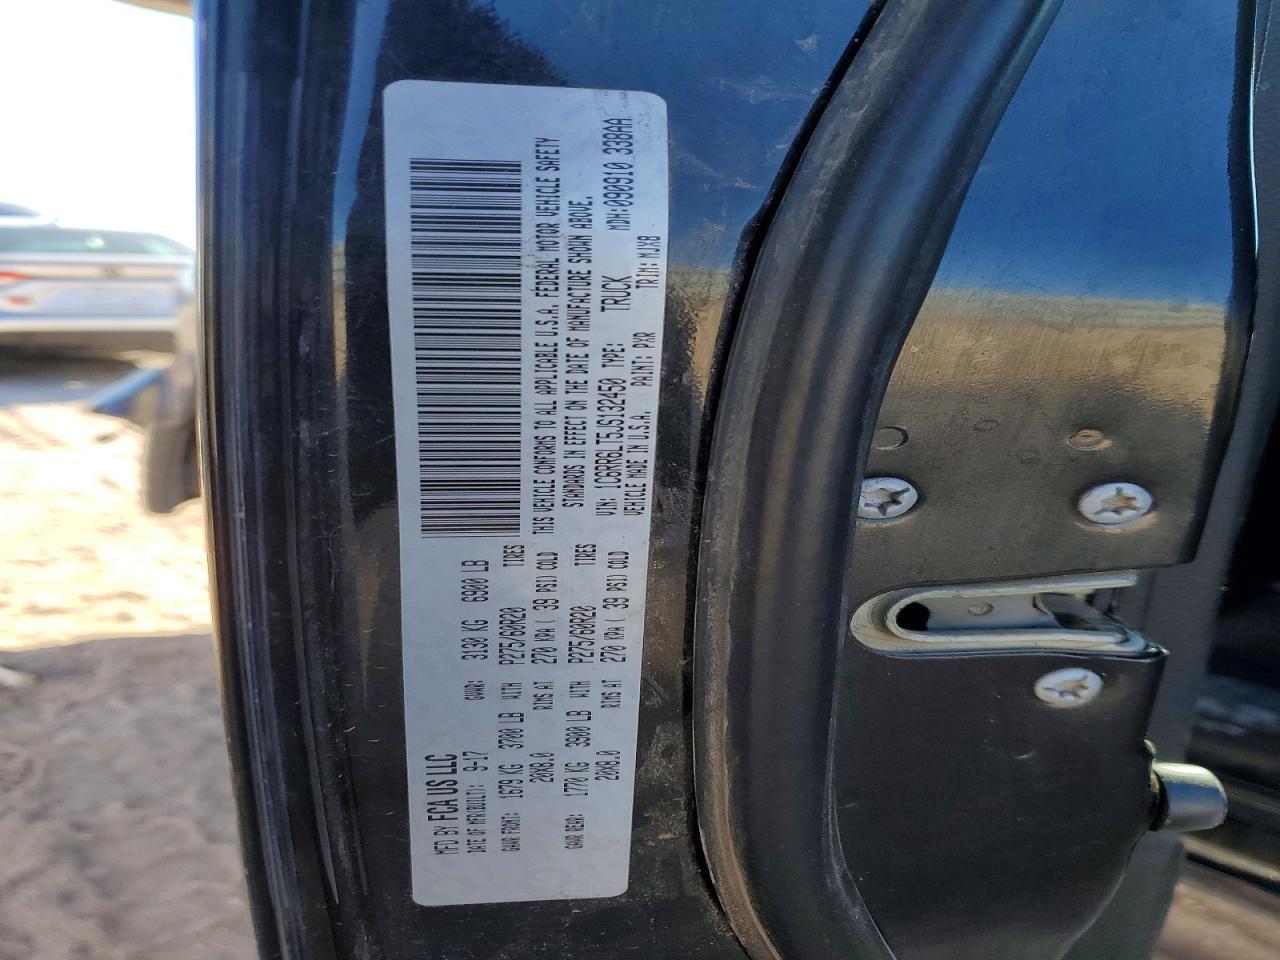 MFD BY FCA US LLC
DATE OF MFR(BUILT): 9-17 GVWR: 3130 KG 6900 LB
GAWR FRONT: 1679 KG 3700 LB WITH P275/60R20 TIRES
20X8.0 RIMS AT 270 KPA ( 39 PSI) COLD
GAWR REAR: 1770 KG 3900 LB WITH P275/60R20 TIRES
20X8.0 RIMS AT 270 KPA ( 39 PSI) COLD
THIS VEHICLE CONFORMS TO ALL APPLICABLE U.S.A. FEDERAL MOTOR VEHICLE SAFETY
STANDARDS IN EFFECT ON THE DATE OF MANUFACTURE SHOWN ABOVE.
VIN: 1C6RR6LT5JS132450 TYPE: TRUCK MDH:090910 338AA
VEHICLE MADE IN U.S.A. PAINT: PXR TRIM: MJX8